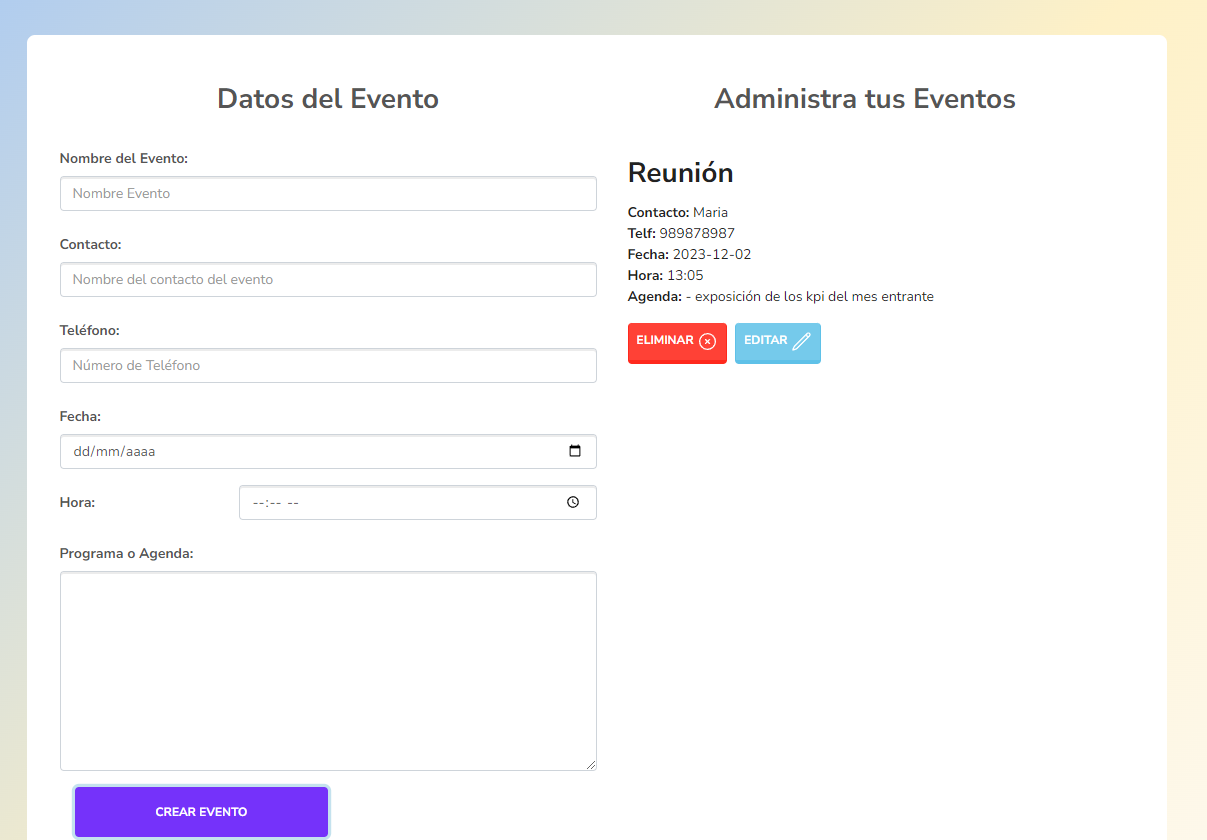 Datos del Evento
Nombre del Evento:
Nombre Evento
Contacto:
Nombre del contacto del evento
Teléfono:
Número de Teléfono
Fecha:
dd/mm/aaaa
Hora:
--:-- --
Programa o Agenda:
CREAR EVENTO
Administra tus Eventos
Reunión
Contacto: Maria
Telf: 989878987
Fecha: 2023-12-02
Hora: 13:05
Agenda: - exposición de los kpi del mes entrante
ELIMINAR
EDITAR